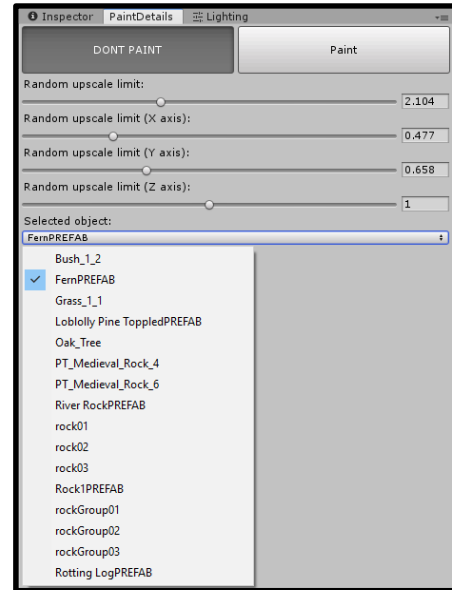 Inspector PaintDetails Lighting
DONT PAINT Paint
Random upscale limit:
2.104
Random upscale limit (X axis):
0.477
Random upscale limit (Y axis):
0.658
Random upscale limit (Z axis):
1
Selected object:
FernPREFAB
Bush_1_2
FernPREFAB
Grass_1_1
Loblolly Pine ToppledPREFAB
Oak_Tree
PT_Medieval_Rock_4
PT_Medieval_Rock_6
River RockPREFAB
rock01
rock02
rock03
Rock1PREFAB
rockGroup01
rockGroup02
rockGroup03
Rotting LogPREFAB